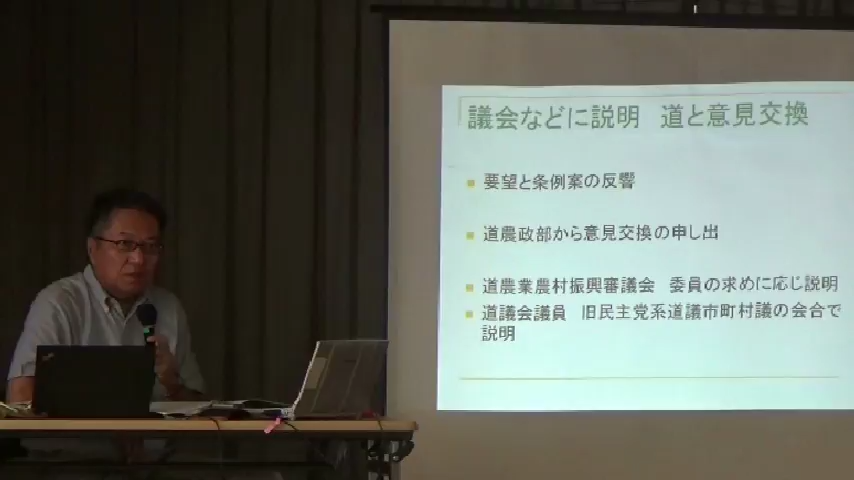 議会などに説明　道と意見交換
要望と条例案の反響
道農政部から意見交換の申し出
道農業農村振興審議会　委員の求めに応じ説明
道議会議員　旧民主党系道議市町村議の会合で
説明